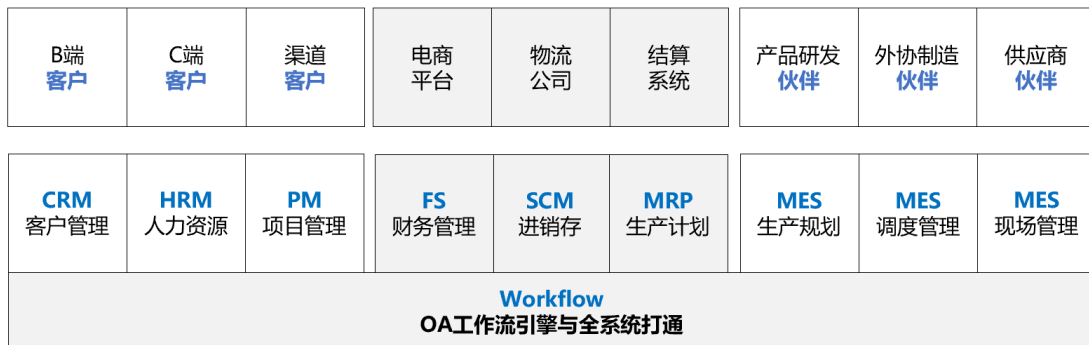 B端
客户
C端
客户
渠道
客户
电商
平台
物流
公司
结算
系统
产品研发
伙伴
外协制造
伙伴
供应商
伙伴
CRM
客户管理
HRM
人力资源
PM
项目管理
FS
财务管理
SCM
进销存
MRP
生产计划
MES
生产规划
MES
调度管理
MES
现场管理
Workflow
OA工作流引擎与全系统打通